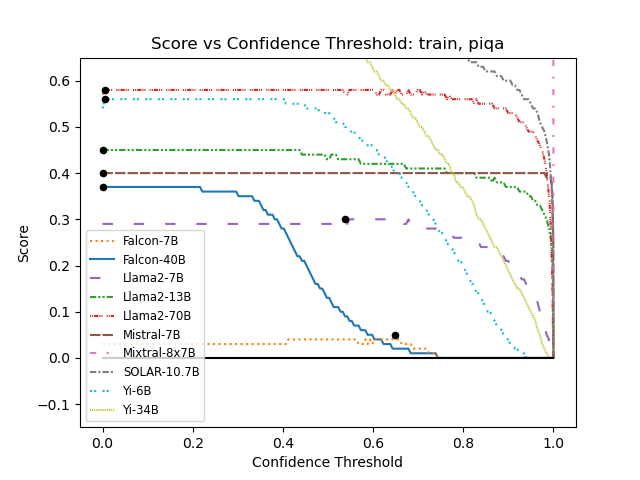 Score vs Confidence Threshold: train, piqa
Score
0.6
0.5
0.4
0.3
0.2
0.1
0.0
−0.1
Falcon-7B
Falcon-40B
Llama2-7B
Llama2-13B
Llama2-70B
Mistral-7B
Mixtral-8x7B
SOLAR-10.7B
Yi-6B
Yi-34B
0.0 0.2 0.4 0.6 0.8 1.0
Confidence Threshold